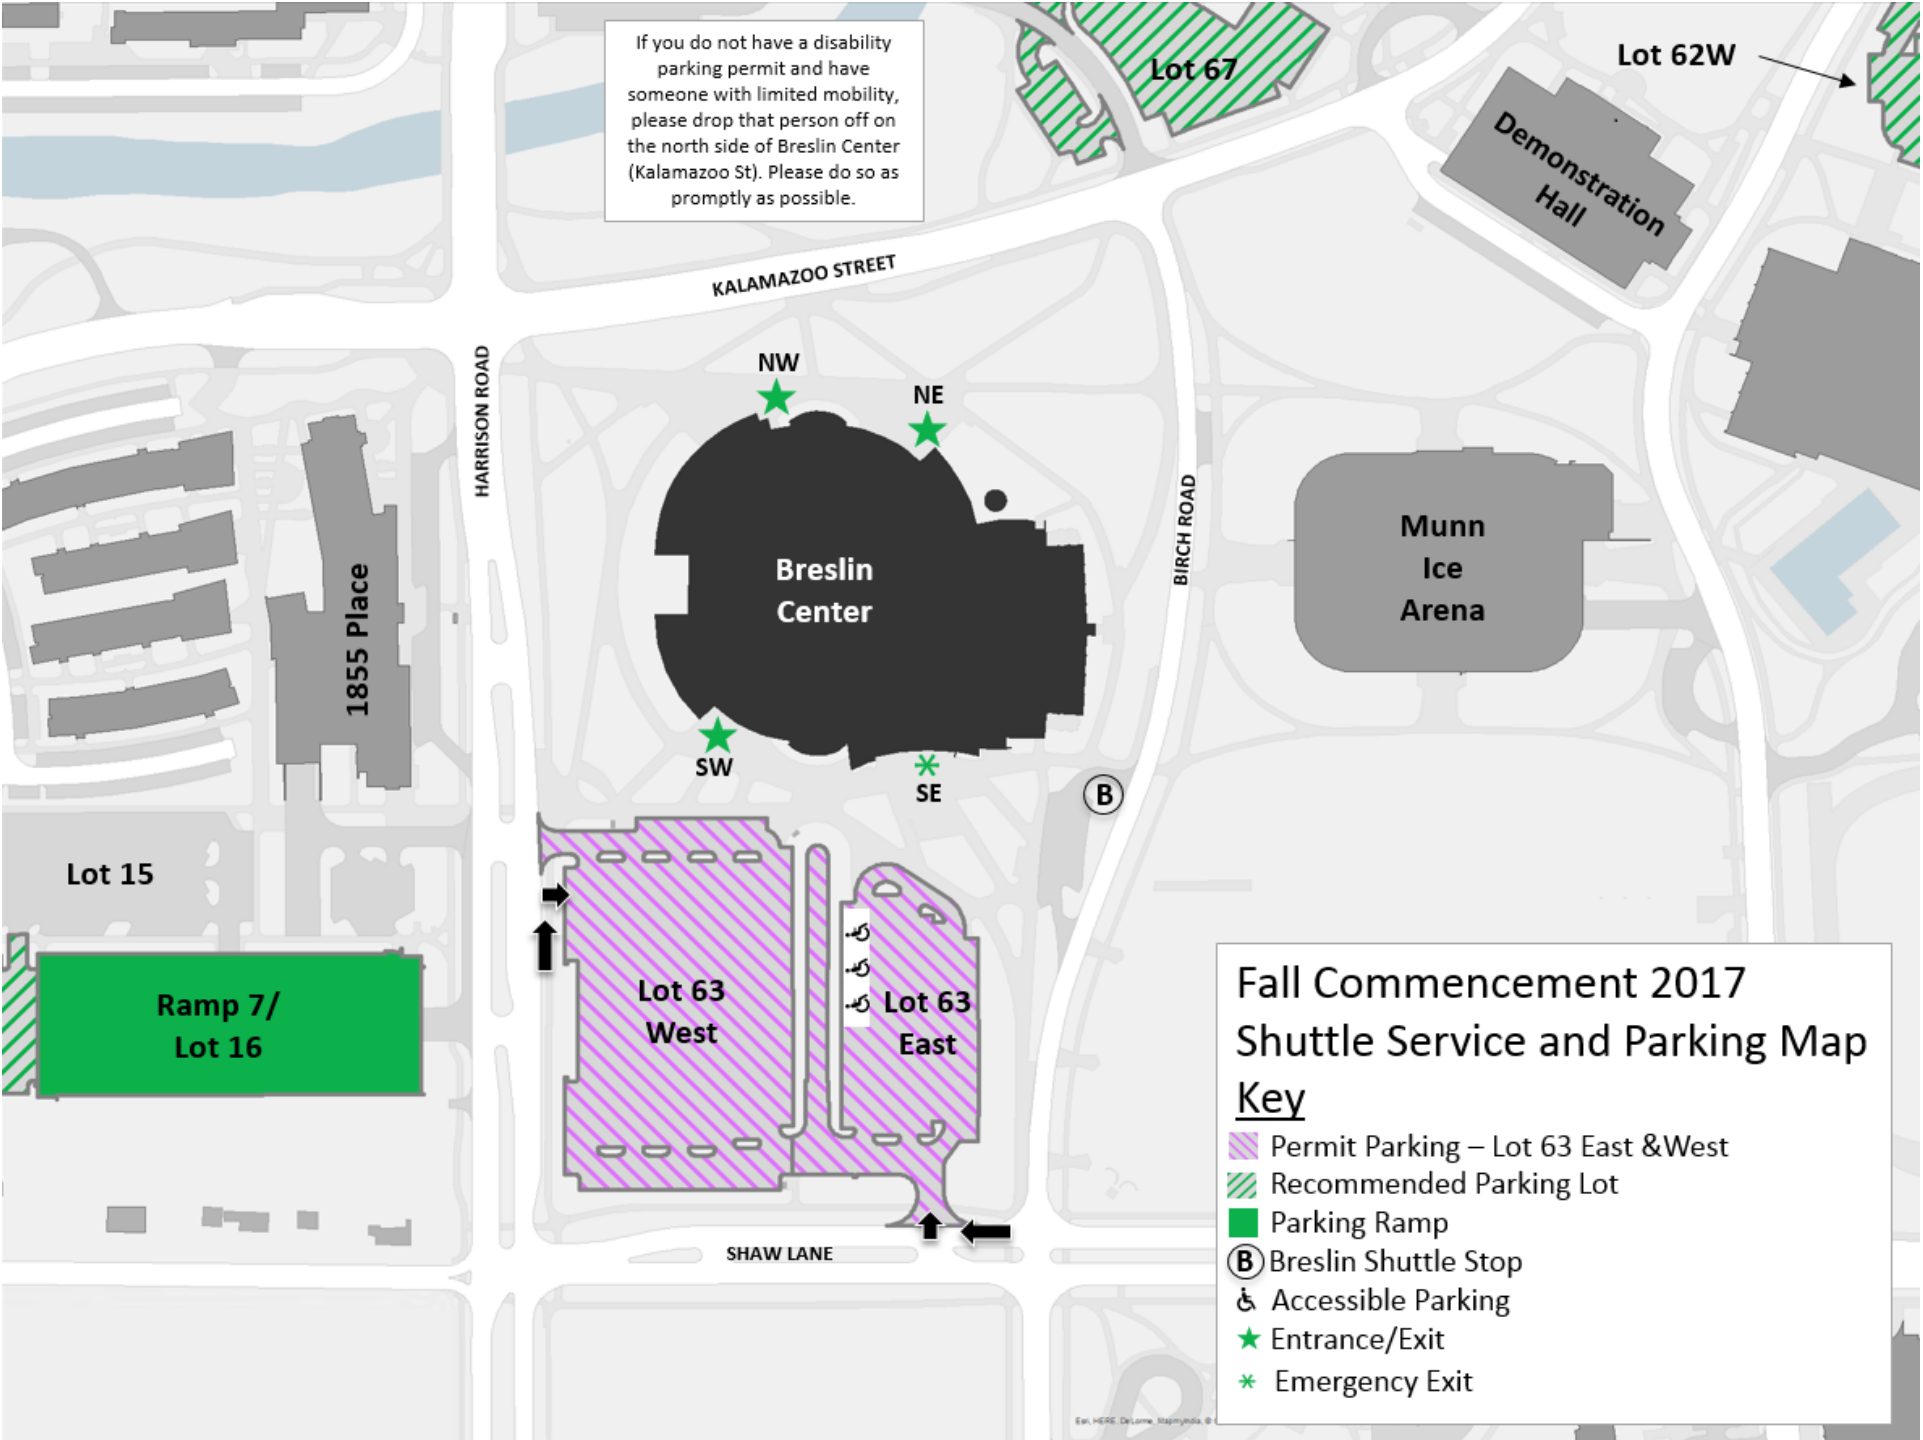 If you do not have a disability
parking permit and have
someone with limited mobility,
please drop that person off on
the north side of Breslin Center
(Kalamazoo St). Please do so as
promptly as possible.
Lot 67
Lot 62W
Demonstration
Hall
KALAMAZOO STREET
HARRISON ROAD
NW
NE
BIRCH ROAD
Breslin
Center
Munn
Ice
Arena
1855 Place
SW
SE
B
Lot 15
Ramp 7/
Lot 16
Lot 63
West
Lot 63
East
SHAW LANE
Fall Commencement 2017
Shuttle Service and Parking Map
Key
Permit Parking – Lot 63 East &West
Recommended Parking Lot
Parking Ramp
B Breslin Shuttle Stop
Accessible Parking
Entrance/Exit
Emergency Exit
Esri, HERE, DeLorme, MapmyIndia, ©